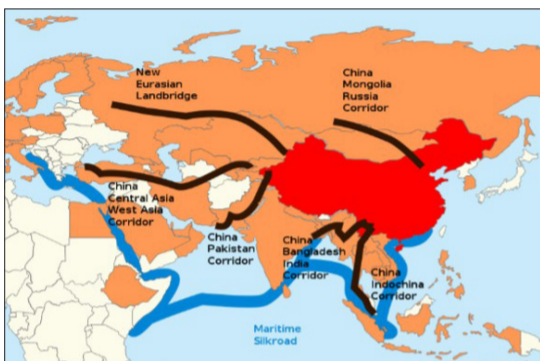 New
Eurasian
Landbridge
China
Mongolia
Russia
Corridor
China
Central Asia
West Asia
Corridor
China
Pakistan
Corridor
China
Bangladesh
India
Corridor
China
Indochina
Corridor
Maritime
Silkroad